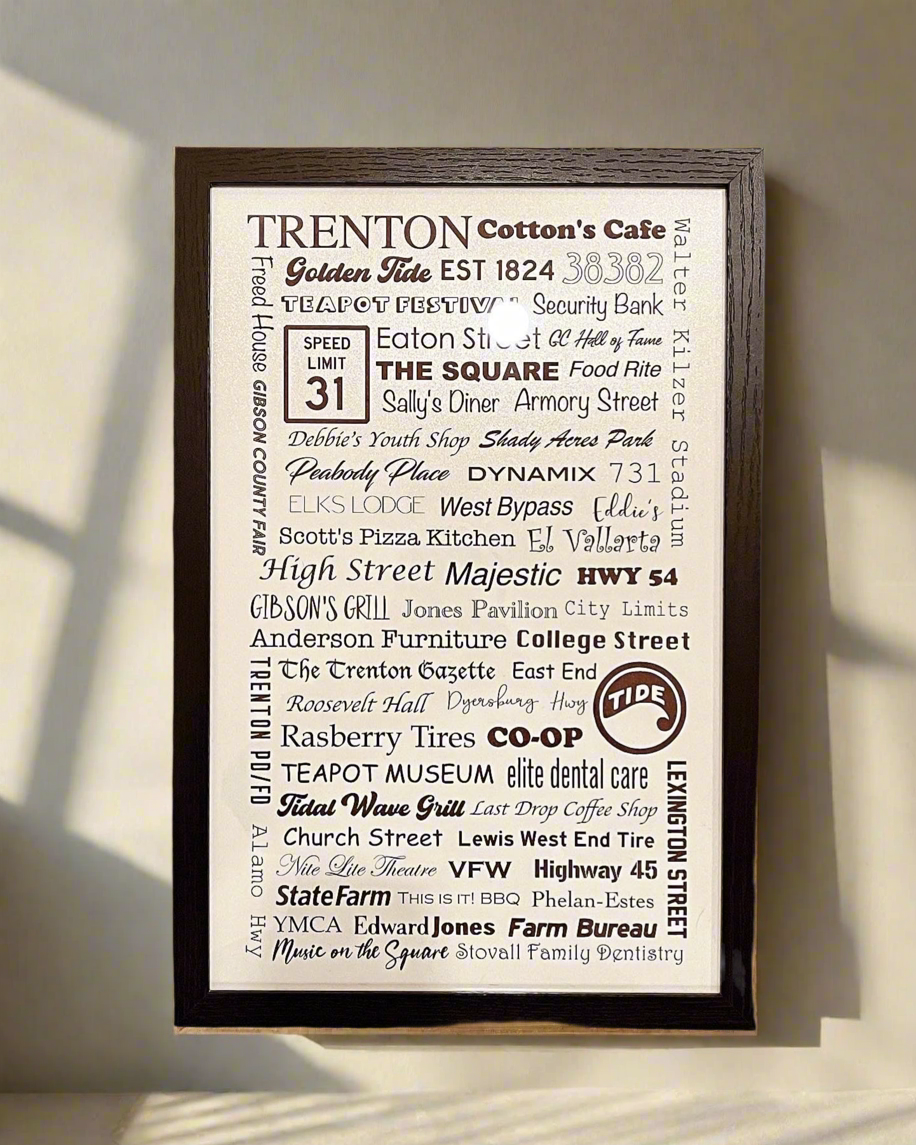 TRENTON Cotton's Cafe
Golden Tide EST 1824 38382
TEAPOT FESTIVAL Security Bank
SPEED LIMIT 31
Eaton Street GC Hall of Fame
THE SQUARE Food Rite
Sally's Diner Armory Street
Debbie's Youth Shop Shady Acres Park
Peabody Place DYNAMIX 731
ELKS LODGE West Bypass Eddie's
Scott's Pizza Kitchen El Vallarta
Freed House GIBSON COUNTY FAIR
Walter Kilzer Stadium
High Street Majestic HWY 54
GIBSON'S GRILL Jones Pavilion City Limits
Anderson Furniture College Street
The Trenton Gazette East End
Roosevelt Hall Dyersburg Hwy
TIDE
Rasberry Tires CO-OP
TEAPOT MUSEUM elite dental care
Tidal Wave Grill Last Drop Coffee Shop
Church Street Lewis West End Tire
Nite Lite Theatre VFW Highway 45
StateFarm THIS IS IT! BBQ Phelan-Estes
YMCA Edward Jones Farm Bureau
Music on the Square Stovall Family Dentistry
TRENTON PD/FD Alamo Hwy
LEXINGTON STREET